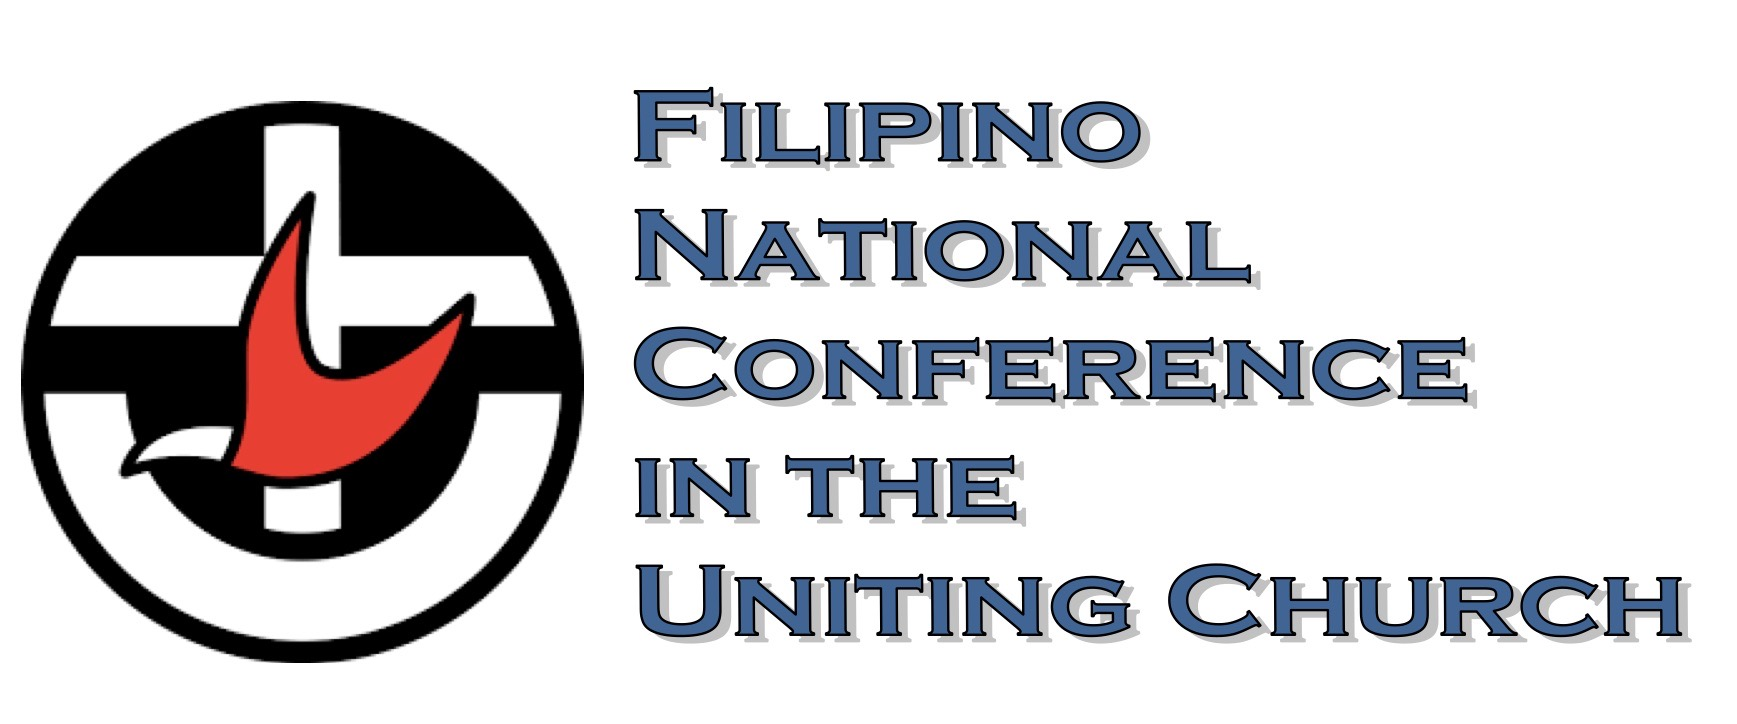 Filipino
National
Conference
in the
Uniting Church